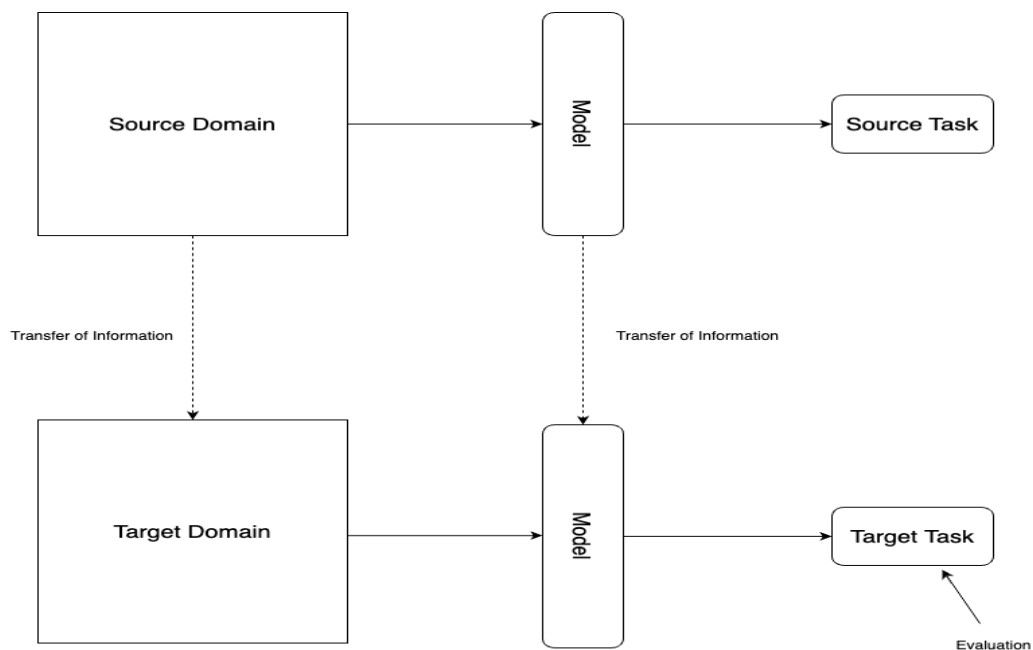 Source Domain
Model
Source Task
Transfer of Information
Transfer of Information
Target Domain
Model
Target Task
Evaluation